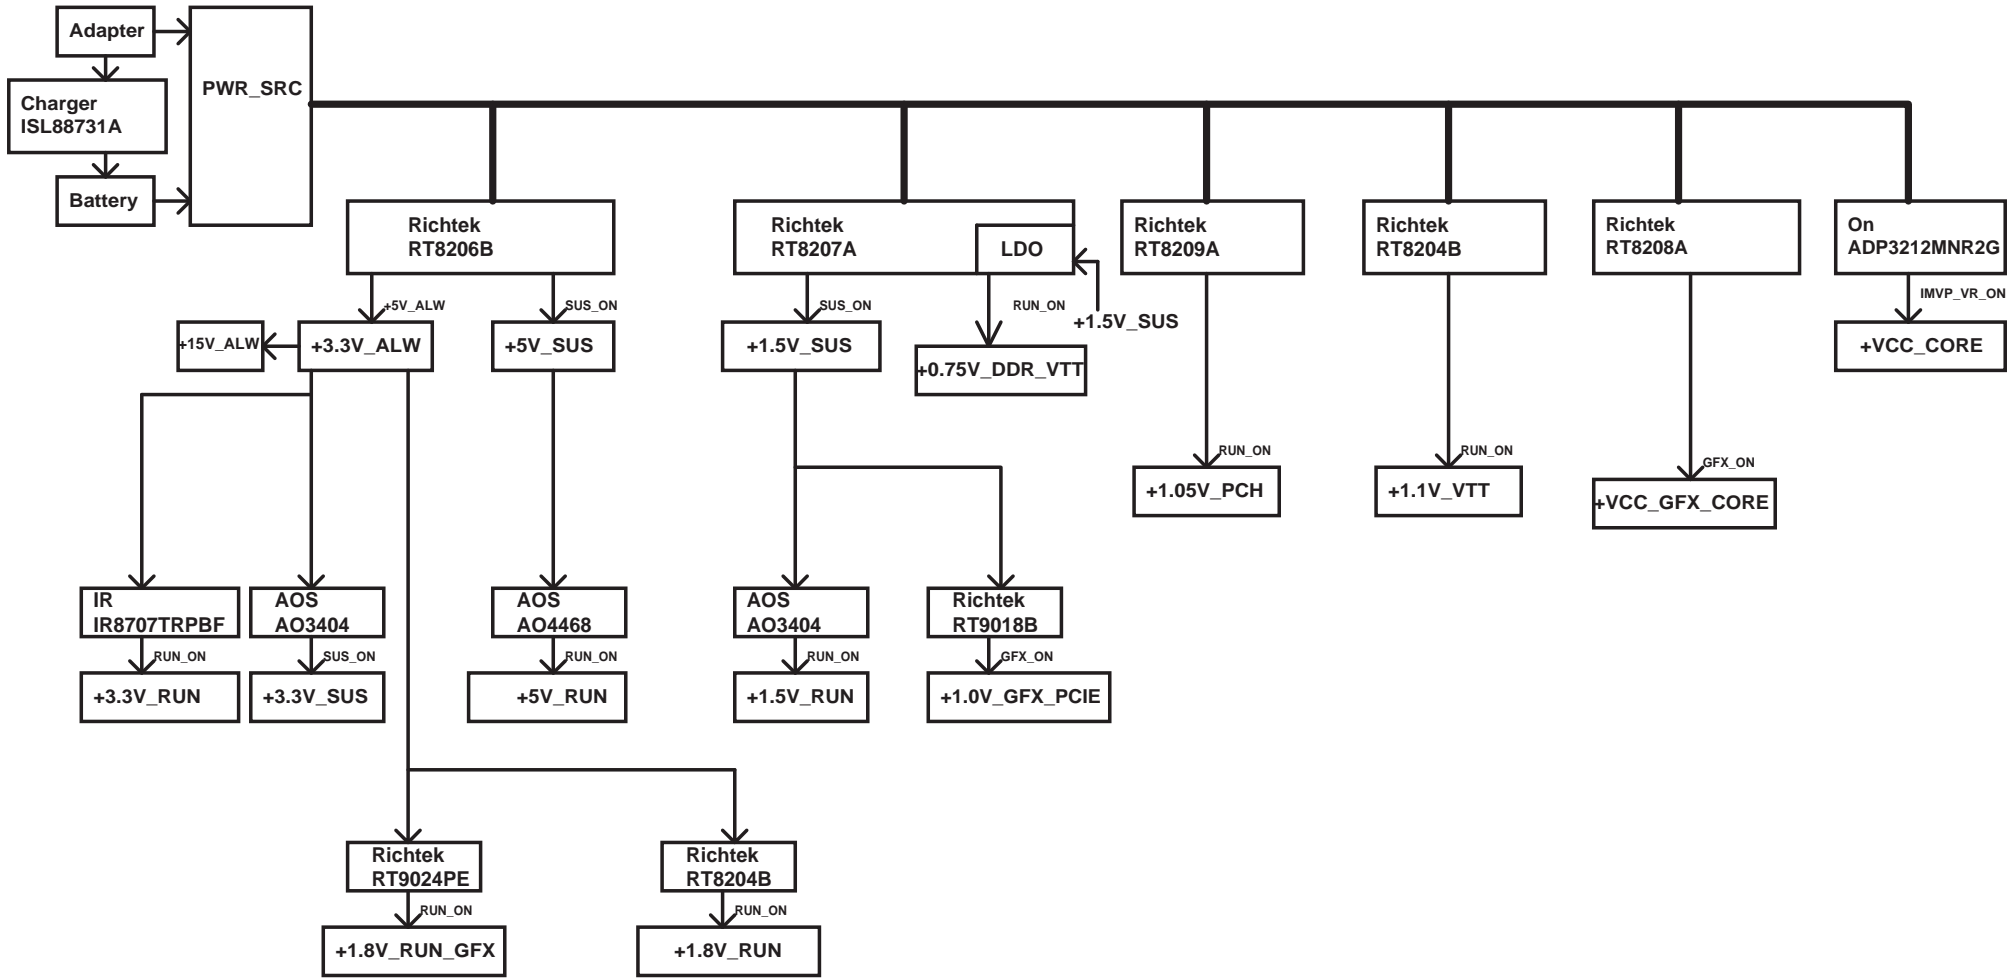 Adapter
PWR_SRC
Charger
ISL88731A
Battery
Richtek
RT8206B
Richtek
RT8207A
LDO
Richtek
RT8209A
Richtek
RT8204B
Richtek
RT8208A
On
ADP3212MNR2G
+5V_ALW
SUS_ON
SUS_ON
RUN_ON
+1.5V_SUS
IMVP_VR_ON
+15V_ALW
+3.3V_ALW
+5V_SUS
+1.5V_SUS
+0.75V_DDR_VTT
+VCC_CORE
RUN_ON
RUN_ON
GFX_ON
+1.05V_PCH
+1.1V_VTT
+VCC_GFX_CORE
IR
IR8707TRPBF
AOS
AO3404
AOS
AO4468
AOS
AO3404
Richtek
RT9018B
RUN_ON
SUS_ON
RUN_ON
RUN_ON
GFX_ON
+3.3V_RUN
+3.3V_SUS
+5V_RUN
+1.5V_RUN
+1.0V_GFX_PCIE
Richtek
RT9024PE
Richtek
RT8204B
RUN_ON
RUN_ON
+1.8V_RUN_GFX
+1.8V_RUN